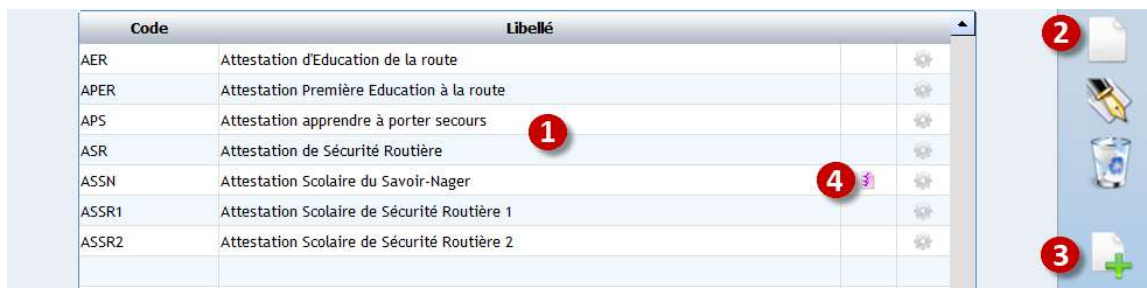 Code Libellé
2
AER Attestation d'Education de la route
APER Attestation Première Education à la route
APS Attestation apprendre à porter secours
1
ASR Attestation de Sécurité Routière
ASSN Attestation Scolaire du Savoir-Nager 4
ASSR1 Attestation Scolaire de Sécurité Routière 1
ASSR2 Attestation Scolaire de Sécurité Routière 2
3